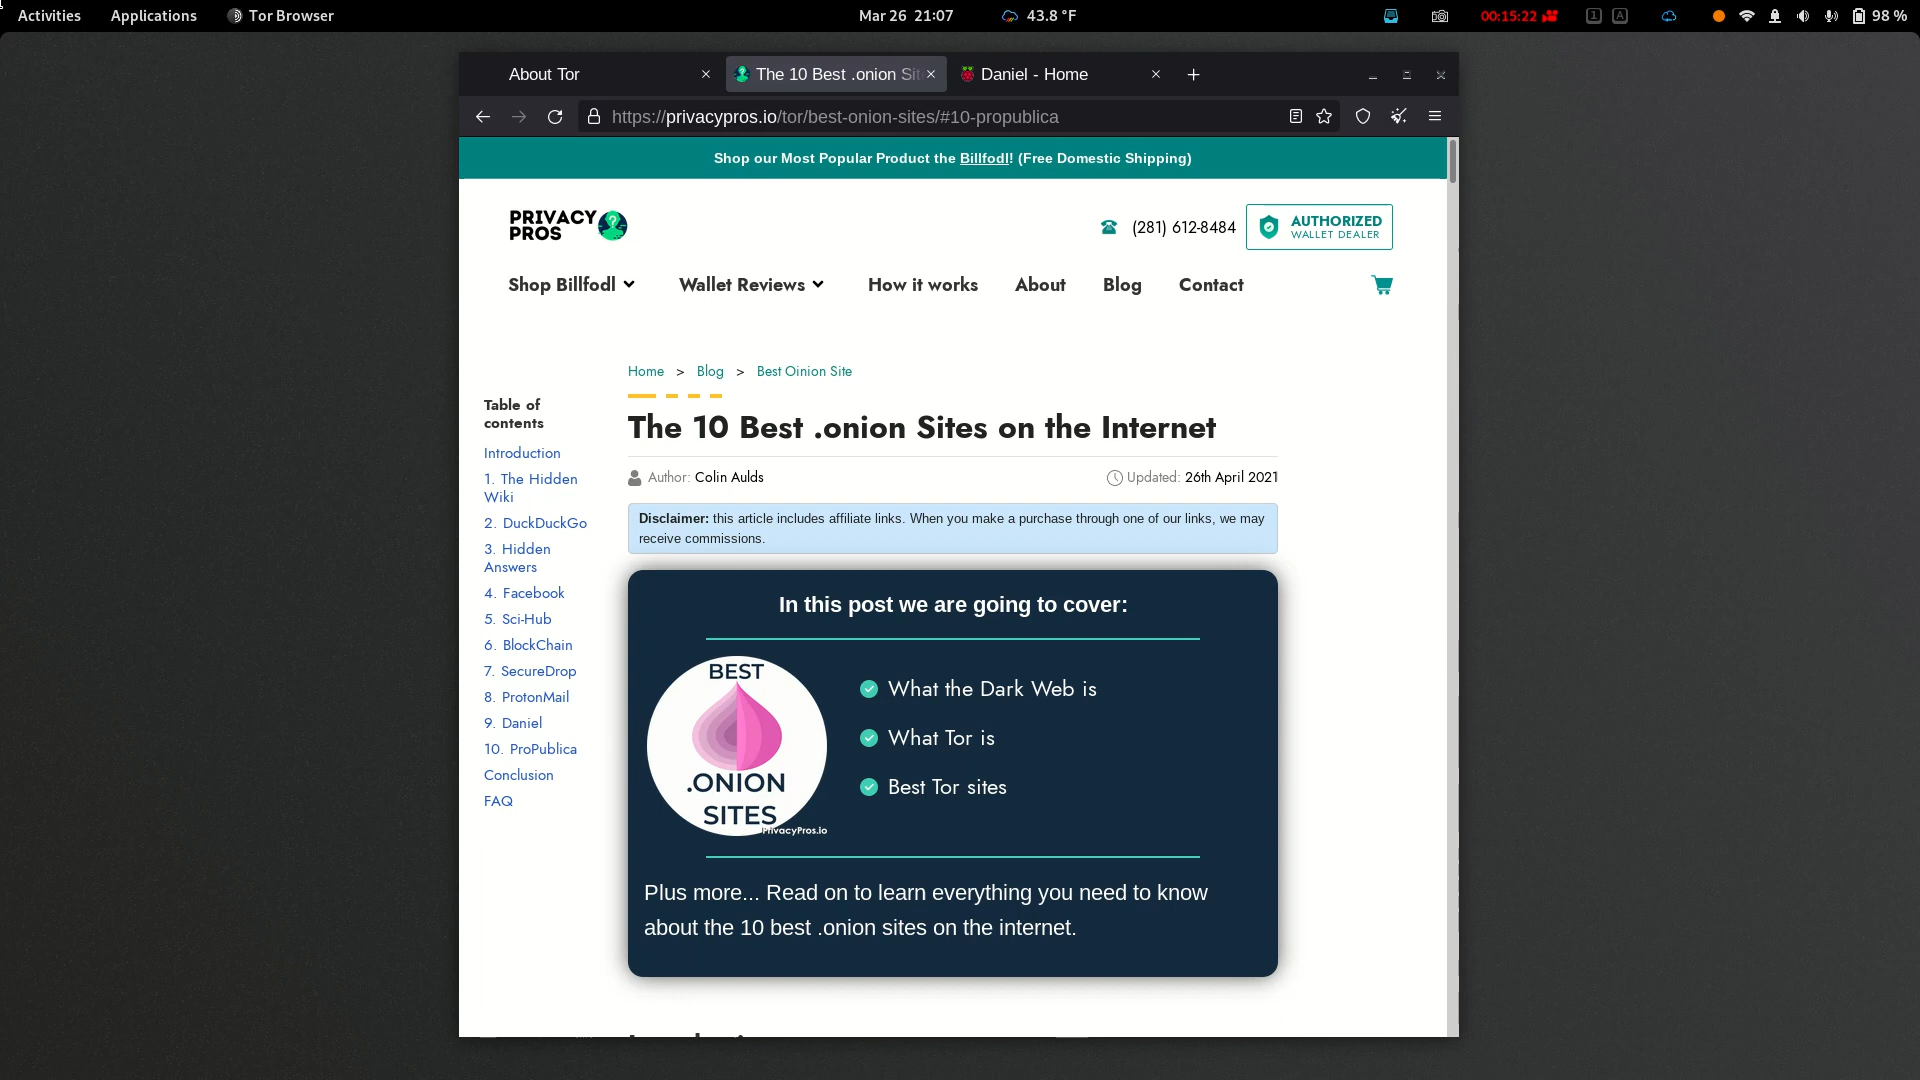 Activities Applications Tor Browser Mar 26 21:07 43.8 °F 00:15:22 1 A 98 %
About Tor The 10 Best .onion Sit Daniel - Home
https://privacypros.io/tor/best-onion-sites/#10-propublica
Shop our Most Popular Product the Billfodl! (Free Domestic Shipping)
PRIVACY
PROS
(281) 612-8484
AUTHORIZED
WALLET DEALER
Shop Billfodl Wallet Reviews How it works About Blog Contact
Home > Blog > Best Oinion Site
Table of
contents
Introduction
1. The Hidden
Wiki
2. DuckDuckGo
3. Hidden
Answers
4. Facebook
5. Sci-Hub
6. BlockChain
7. SecureDrop
8. ProtonMail
9. Daniel
10. ProPublica
Conclusion
FAQ
The 10 Best .onion Sites on the Internet
Author: Colin Aulds Updated: 26th April 2021
Disclaimer: this article includes affiliate links. When you make a purchase through one of our links, we may
receive commissions.
In this post we are going to cover:
BEST
.ONION
SITES
PrivacyPros.io
What the Dark Web is
What Tor is
Best Tor sites
Plus more... Read on to learn everything you need to know
about the 10 best .onion sites on the internet.